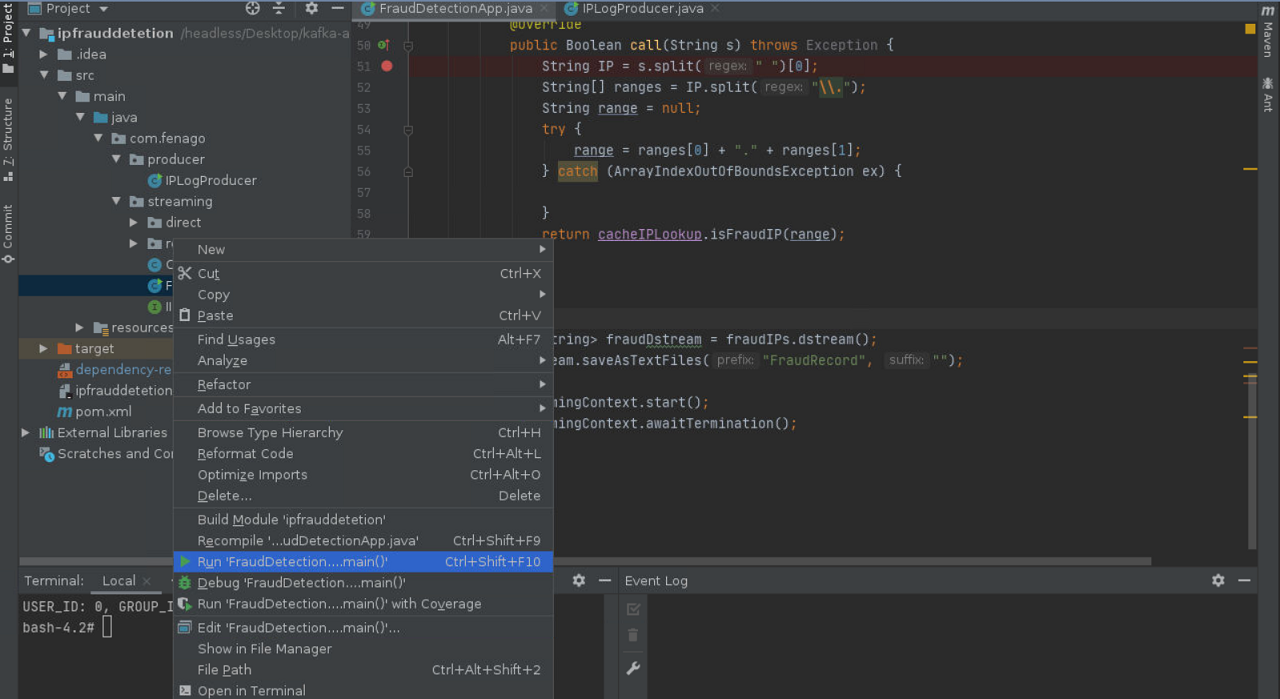 Project
FraudDetectionApp.java
IPLogProducer.java
1: Project
7: Structure
Commit
ipfrauddetetion /headless/Desktop/kafka-a
.idea
src
main
java
com.fenago
producer
IPLogProducer
streaming
direct
resources
target
dependency-re
ipfrauddetetion
pom.xml
External Libraries
Scratches and Co
49 @Override
50 public Boolean call(String s) throws Exception {
51 String IP = s.split( regex: " ")[0];
52 String[] ranges = IP.split( regex: "\\.");
53 String range = null;
54 try {
55 range = ranges[0] + "." + ranges[1];
56 } catch (ArrayIndexOutOfBoundsException ex) {
57
58 }
59 return cacheIPLookup.isFraudIP(range);
tring> fraudDstream = fraudIPs.dstream();
eam.saveAsTextFiles( prefix: "FraudRecord", suffix: "");
mingContext.start();
mingContext.awaitTermination();
New
Cut Ctrl+X
Copy
Paste Ctrl+V
Find Usages Alt+F7
Analyze
Refactor
Add to Favorites
Browse Type Hierarchy Ctrl+H
Reformat Code Ctrl+Alt+L
Optimize Imports Ctrl+Alt+O
Delete... Delete
Build Module 'ipfrauddetetion'
Recompile '...udDetectionApp.java' Ctrl+Shift+F9
Run 'FraudDetection....main()' Ctrl+Shift+F10
Debug 'FraudDetection....main()'
Run 'FraudDetection....main()' with Coverage
Edit 'FraudDetection....main()'...
Show in File Manager
File Path Ctrl+Alt+Shift+2
Open in Terminal
Terminal: Local
USER_ID: 0, GROUP_I
bash-4.2#
Event Log
m
Maven
Ant